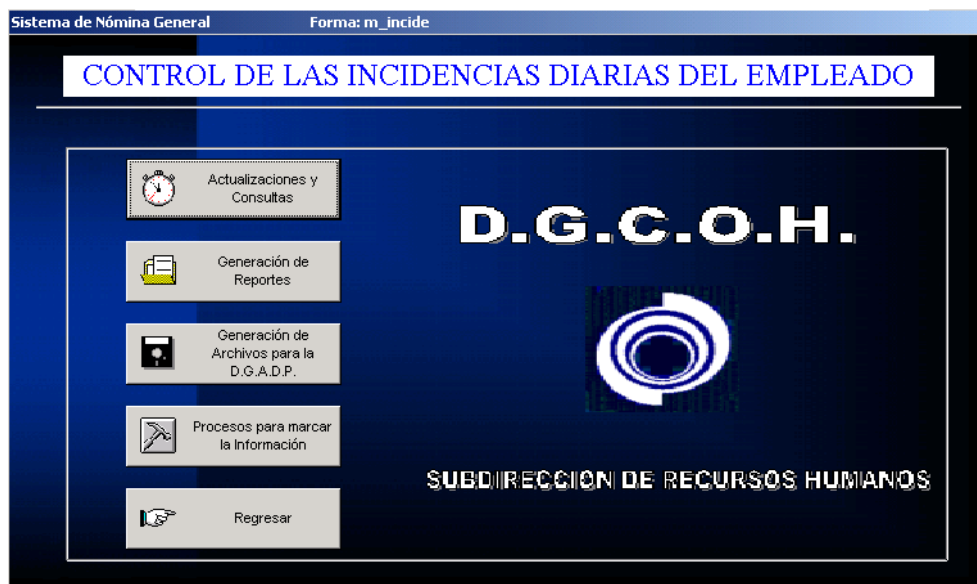 Sistema de Nómina General Forma: m_incide
CONTROL DE LAS INCIDENCIAS DIARIAS DEL EMPLEADO
Actualizaciones y
Consultas
Generación de
Reportes
Generación de
Archivos para la
D.G.A.D.P.
Procesos para marcar
la Información
Regresar
D.G.C.O.H.
SUBDIRECCION DE RECURSOS HUMANOS